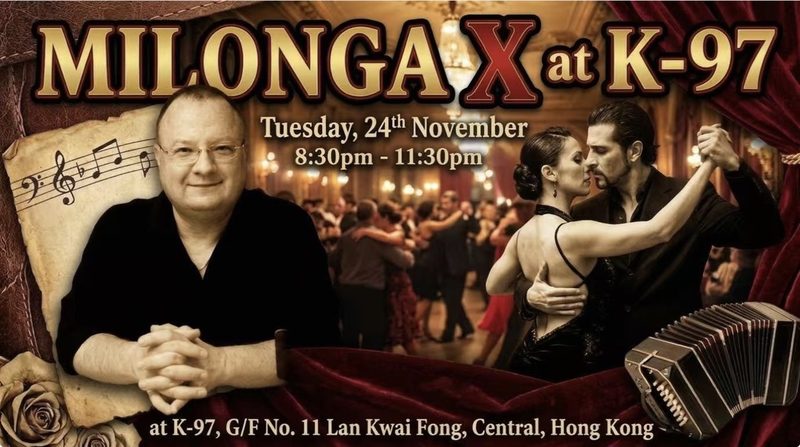 MILONGA X at K-97
Tuesday, 24th November
8:30pm - 11:30pm
at K-97, G/F No. 11 Lan Kwai Fong, Central, Hong Kong